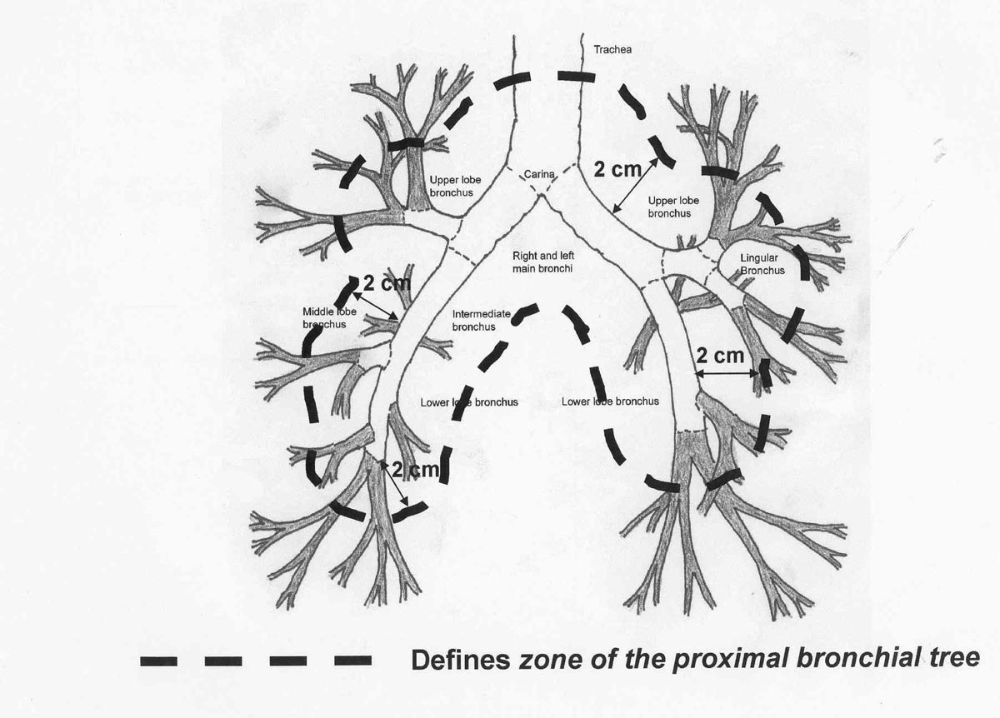 Trachea
2 cm
Carina
Upper lobe
bronchus
Upper lobe
bronchus
Right and left
main bronchi
Lingular
Bronchus
2 cm
Middle lobe
bronchus
Intermediate
bronchus
2 cm
Lower lobe bronchus
Lower lobe bronchus
2 cm
Defines zone of the proximal bronchial tree